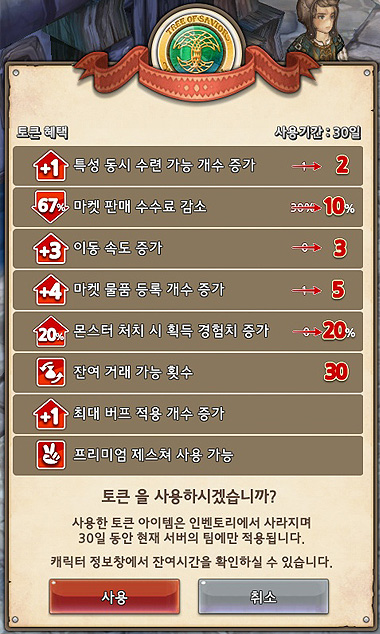 TREE OF SAVIOR
토큰 혜택 사용기간 : 30일
+1 특성 동시 수련 가능 개수 증가 1 2
67% 마켓 판매 수수료 감소 30% 10%
+3 이동 속도 증가 0 3
+4 마켓 물품 등록 개수 증가 1 5
20% 몬스터 처치 시 획득 경험치 증가 0 20%
잔여 거래 가능 횟수 30
+1 최대 버프 적용 개수 증가
프리미엄 제스쳐 사용 가능
토큰 을 사용하시겠습니까?
사용한 토큰 아이템은 인벤토리에서 사라지며
30일 동안 현재 서버의 팀에만 적용됩니다.
캐릭터 정보창에서 잔여시간을 확인하실 수 있습니다.
사용 취소